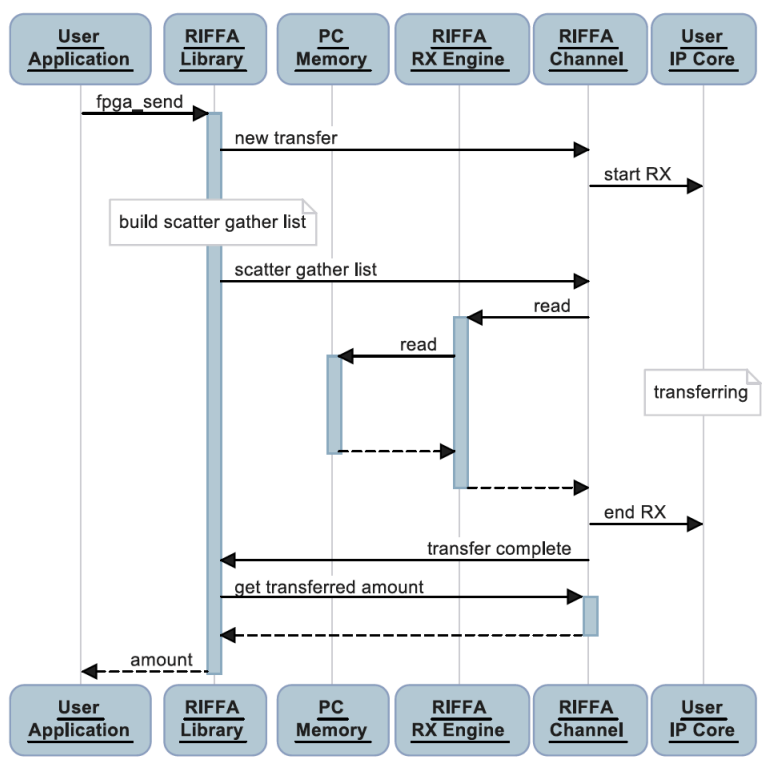 User
Application
RIFFA
Library
PC
Memory
RIFFA
RX Engine
RIFFA
Channel
User
IP Core
fpga_send
new transfer
start RX
build scatter gather list
scatter gather list
read
read
transferring
end RX
transfer complete
get transferred amount
amount
User
Application
RIFFA
Library
PC
Memory
RIFFA
RX Engine
RIFFA
Channel
User
IP Core